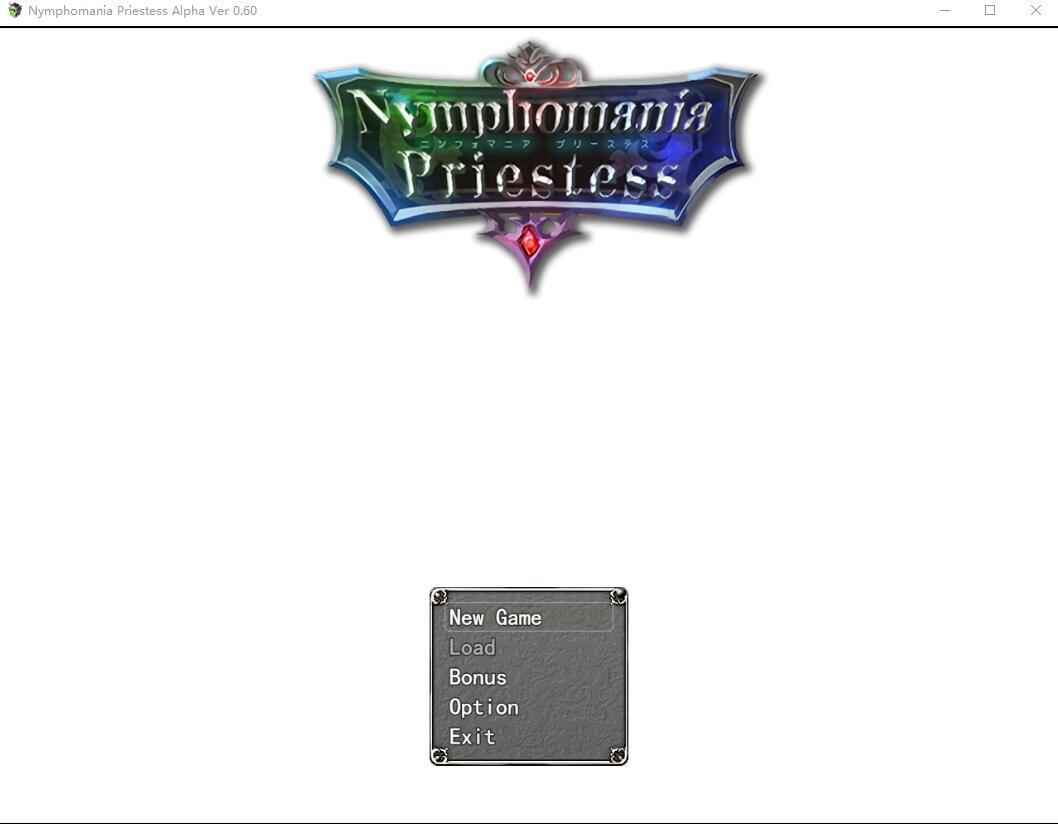 Nymphomania Priestess Alpha Ver 0.60
Nymphomania
ニンフォマニア プリーステス
Priestess
New Game
Load
Bonus
Option
Exit